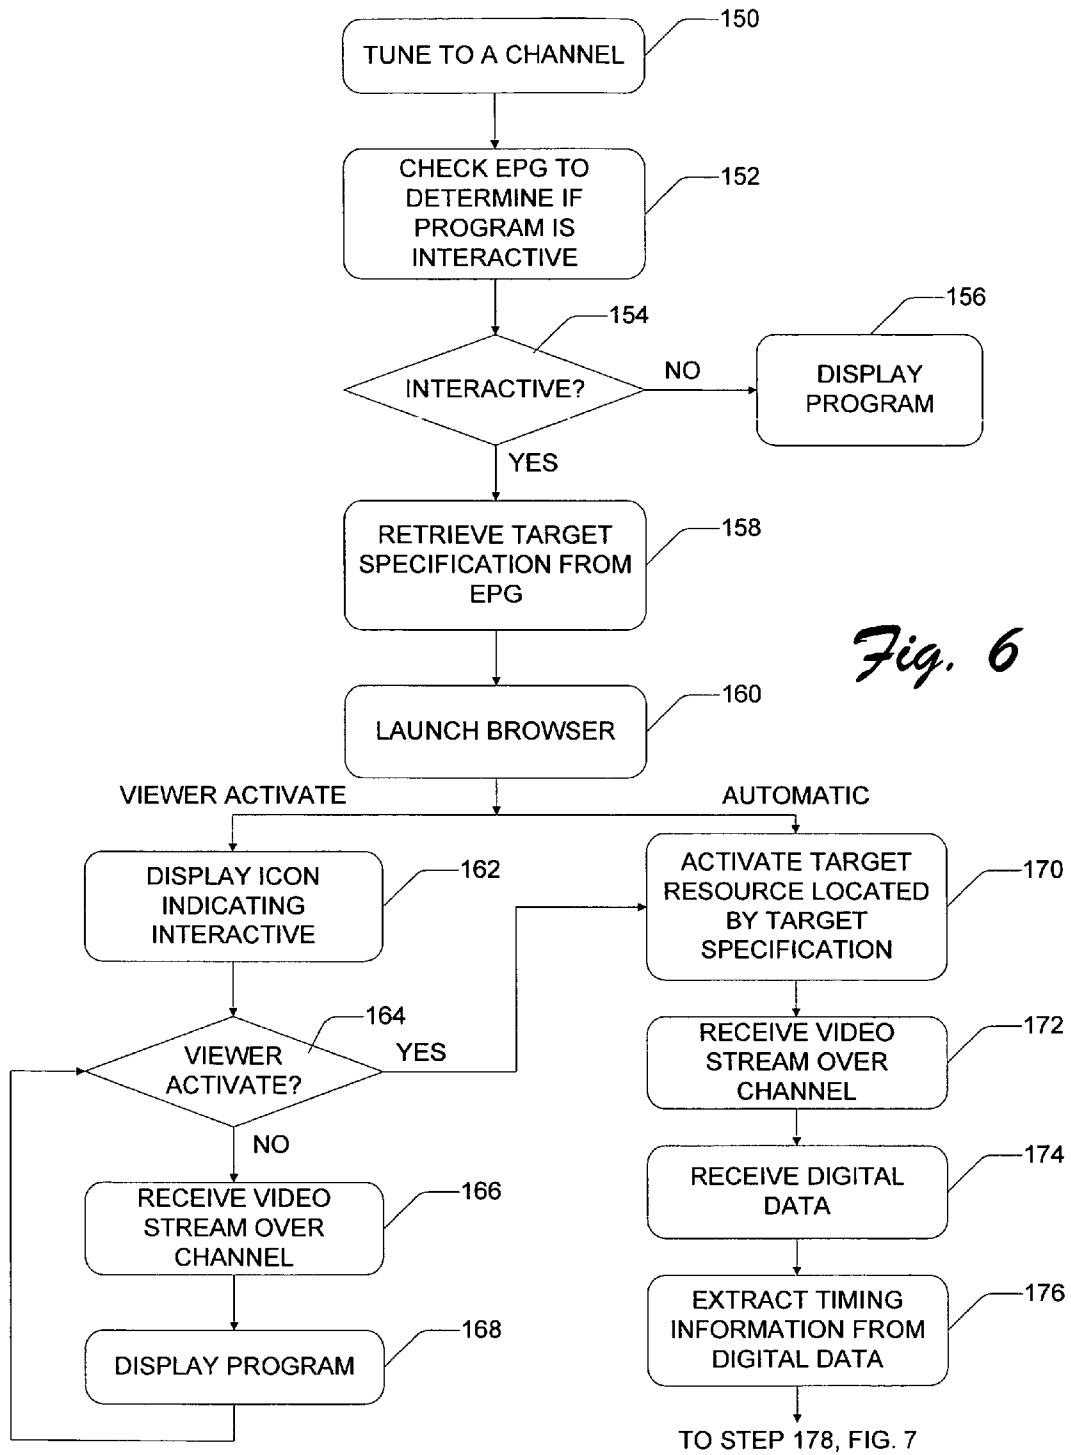 150
TUNE TO A CHANNEL
CHECK EPG TO
DETERMINE IF
PROGRAM IS
INTERACTIVE
152
154
INTERACTIVE?
NO
156
DISPLAY
PROGRAM
YES
RETRIEVE TARGET
SPECIFICATION FROM
EPG
158
Fig. 6
160
LAUNCH BROWSER
VIEWER ACTIVATE
AUTOMATIC
DISPLAY ICON
INDICATING
INTERACTIVE
162
ACTIVATE TARGET
RESOURCE LOCATED
BY TARGET
SPECIFICATION
170
164
VIEWER
ACTIVATE?
YES
RECEIVE VIDEO
STREAM OVER
CHANNEL
172
NO
RECEIVE DIGITAL
DATA
174
RECEIVE VIDEO
STREAM OVER
CHANNEL
166
EXTRACT TIMING
INFORMATION FROM
DIGITAL DATA
176
DISPLAY PROGRAM
168
TO STEP 178, FIG. 7